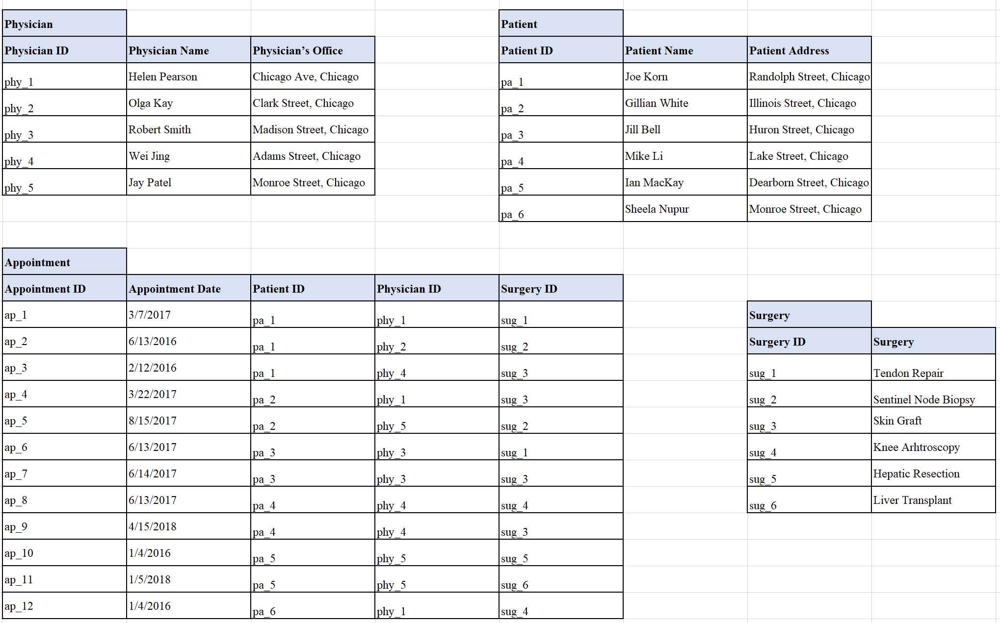 Physician
Physician ID Physician Name Physician’s Office
phy_1 Helen Pearson Chicago Ave, Chicago
phy_2 Olga Kay Clark Street, Chicago
phy_3 Robert Smith Madison Street, Chicago
phy_4 Wei Jing Adams Street, Chicago
phy_5 Jay Patel Monroe Street, Chicago
Patient
Patient ID Patient Name Patient Address
pa_1 Joe Korn Randolph Street, Chicago
pa_2 Gillian White Illinois Street, Chicago
pa_3 Jill Bell Huron Street, Chicago
pa_4 Mike Li Lake Street, Chicago
pa_5 Ian MacKay Dearborn Street, Chicago
pa_6 Sheela Nupur Monroe Street, Chicago
Appointment
Appointment ID Appointment Date Patient ID Physician ID Surgery ID
ap_1 3/7/2017 pa_1 phy_1 sug_1
ap_2 6/13/2016 pa_1 phy_2 sug_2
ap_3 2/12/2016 pa_1 phy_4 sug_3
ap_4 3/22/2017 pa_2 phy_1 sug_3
ap_5 8/15/2017 pa_2 phy_5 sug_2
ap_6 6/13/2017 pa_3 phy_3 sug_1
ap_7 6/14/2017 pa_3 phy_3 sug_3
ap_8 6/13/2017 pa_4 phy_4 sug_4
ap_9 4/15/2018 pa_4 phy_4 sug_3
ap_10 1/4/2016 pa_5 phy_5 sug_5
ap_11 1/5/2018 pa_5 phy_5 sug_6
ap_12 1/4/2016 pa_6 phy_1 sug_4
Surgery
Surgery ID Surgery
sug_1 Tendon Repair
sug_2 Sentinel Node Biopsy
sug_3 Skin Graft
sug_4 Knee Arhtroscopy
sug_5 Hepatic Resection
sug_6 Liver Transplant